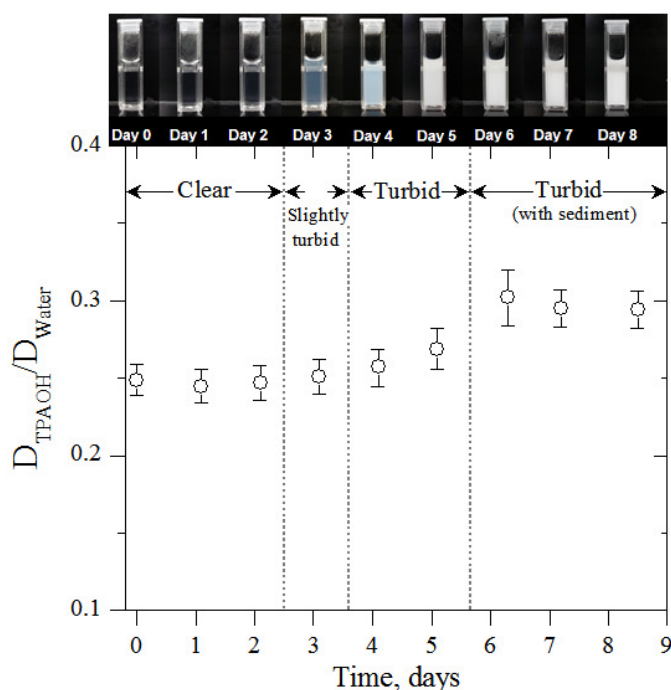 Day 0 Day 1 Day 2 Day 3 Day 4 Day 5 Day 6 Day 7 Day 8
0.4
Clear
Slightly
turbid
Turbid
Turbid
(with sediment)
0.3
0.2
0.1
D_TPAOH/D_Water
0 1 2 3 4 5 6 7 8 9
Time, days